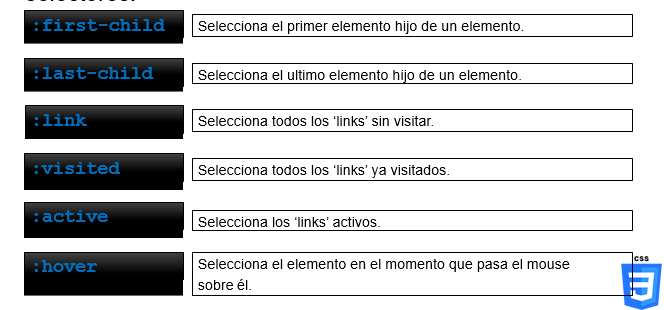 :first-child
Selecciona el primer elemento hijo de un elemento.
:last-child
Selecciona el ultimo elemento hijo de un elemento.
:link
Selecciona todos los ‘links’ sin visitar.
:visited
Selecciona todos los ‘links’ ya visitados.
:active
Selecciona los ‘links’ activos.
:hover
Selecciona el elemento en el momento que pasa el mouse
sobre él.
css
3